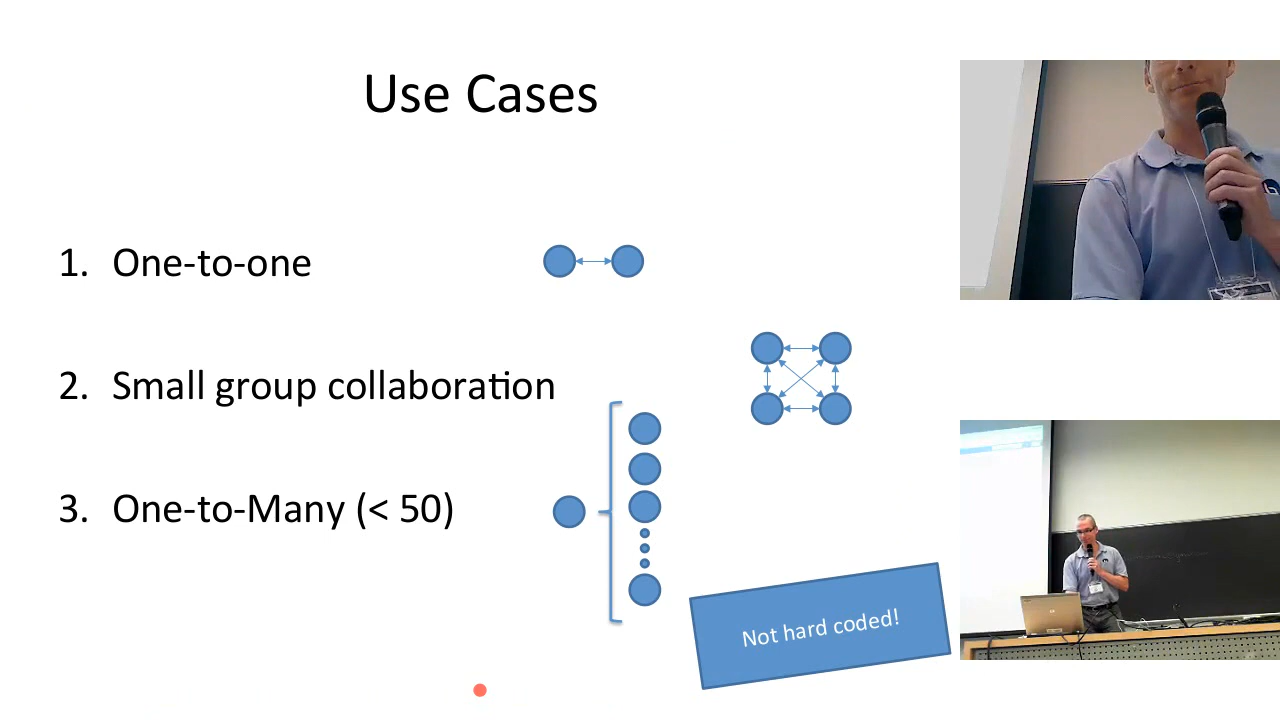 Use Cases
1. One-to-one
2. Small group collaboration
3. One-to-Many (< 50)
Not hard coded!